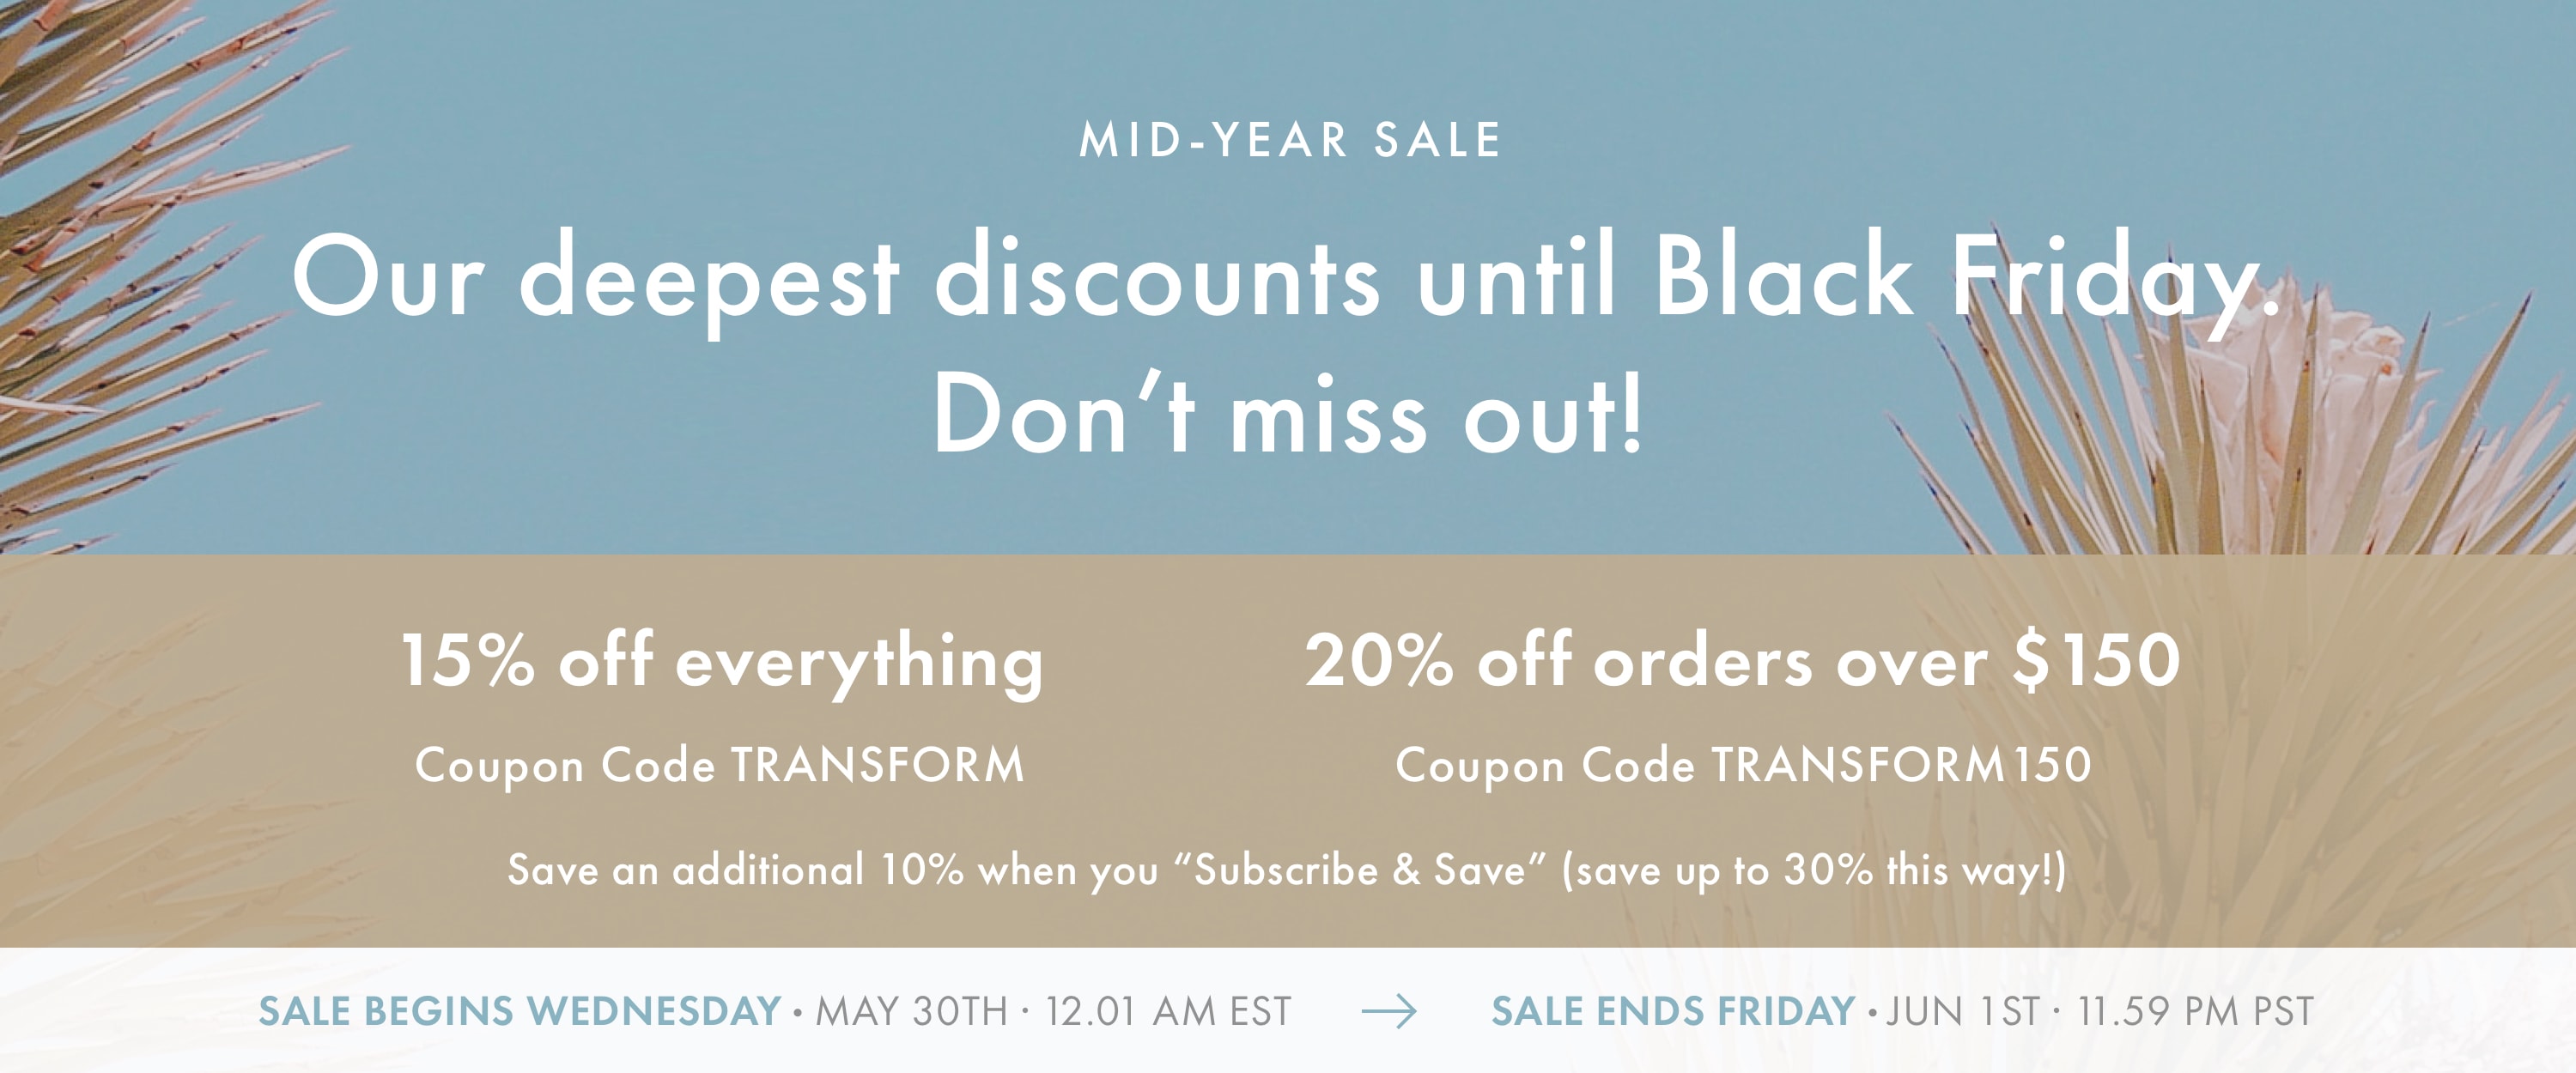 MID-YEAR SALE
Our deepest discounts until Black Friday.
Don’t miss out!
15% off everything
Coupon Code TRANSFORM
20% off orders over $150
Coupon Code TRANSFORM150
Save an additional 10% when you “Subscribe & Save” (save up to 30% this way!)
SALE BEGINS WEDNESDAY • MAY 30TH · 12.01 AM EST → SALE ENDS FRIDAY • JUN 1ST · 11.59 PM PST